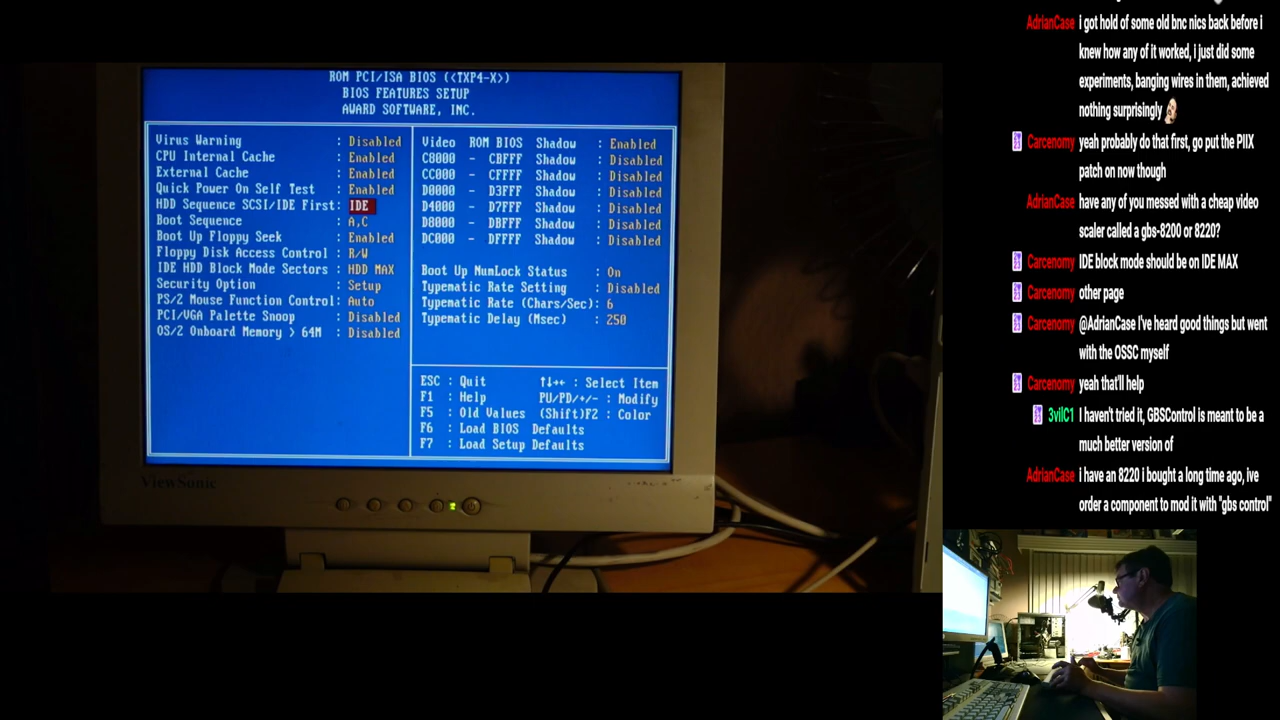 ROM PCI/ISA BIOS (<TXP4-X>)
BIOS FEATURES SETUP
AWARD SOFTWARE, INC.
Virus Warning : Disabled
CPU Internal Cache : Enabled
External Cache : Enabled
Quick Power On Self Test : Enabled
HDD Sequence SCSI/IDE First: IDE
Boot Sequence : A,C
Boot Up Floppy Seek : Enabled
Floppy Disk Access Control : R/W
IDE HDD Block Mode Sectors : HDD MAX
Security Option : Setup
PS/2 Mouse Function Control: Auto
PCI/VGA Palette Snoop : Disabled
OS/2 Onboard Memory > 64M : Disabled
Video ROM BIOS Shadow : Enabled
C8000 - CBFFF Shadow : Disabled
CC000 - CFFFF Shadow : Disabled
D0000 - D3FFF Shadow : Disabled
D4000 - D7FFF Shadow : Disabled
D8000 - DBFFF Shadow : Disabled
DC000 - DFFFF Shadow : Disabled
Boot Up NumLock Status : On
Typematic Rate Setting : Disabled
Typematic Rate (Chars/Sec): 6
Typematic Delay (Msec) : 250
ESC : Quit ↑↓→← : Select Item
F1 : Help PU/PD/+/- : Modify
F5 : Old Values (Shift)F2 : Color
F6 : Load BIOS Defaults
F7 : Load Setup Defaults
ViewSonic
AdrianCase i got hold of some old bnc nics back before i
knew how any of it worked, i just did some
experiments, banging wires in them, achieved
nothing surprisingly
Carcenomy yeah probably do that first, go put the PIIX
patch on now though
AdrianCase have any of you messed with a cheap video
scaler called a gbs-8200 or 8220?
Carcenomy IDE block mode should be on IDE MAX
Carcenomy other page
Carcenomy @AdrianCase I've heard good things but went
with the OSSC myself
Carcenomy yeah that'll help
3vilC1 I haven't tried it, GBSControl is meant to be a
much better version of
AdrianCase i have an 8220 i bought a long time ago, ive
order a component to mod it with "gbs control"